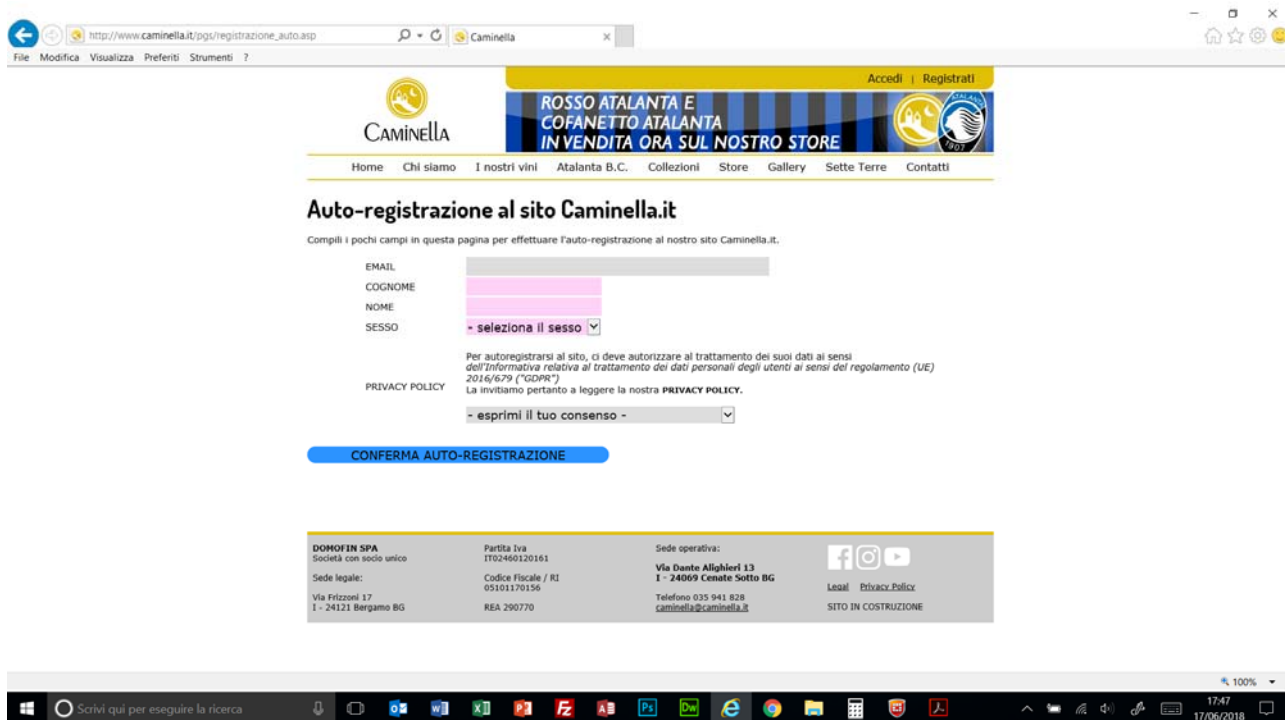 http://www.caminella.it/pgs/registrazione_auto.asp
Caminella
File Modifica Visualizza Preferiti Strumenti ?
Accedi | Registrati
CAMINELLA
ROSSO ATALANTA E
COFANETTO ATALANTA
IN VENDITA ORA SUL NOSTRO STORE
ATALANTA
1907
Home Chi siamo I nostri vini Atalanta B.C. Collezioni Store Gallery Sette Terre Contatti
Auto-registrazione al sito Caminella.it
Compili i pochi campi in questa pagina per effettuare l'auto-registrazione al nostro sito Caminella.it.
EMAIL
COGNOME
NOME
SESSO - seleziona il sesso
Per autoregistrarsi al sito, ci deve autorizzare al trattamento dei suoi dati ai sensi
dell'Informativa relativa al trattamento dei dati personali degli utenti ai sensi del regolamento (UE)
2016/679 ("GDPR")
PRIVACY POLICY La invitiamo pertanto a leggere la nostra PRIVACY POLICY.
- esprimi il tuo consenso -
CONFERMA AUTO-REGISTRAZIONE
DOMOFIN SPA
Società con socio unico
Sede legale:
Via Frizzoni 17
I - 24121 Bergamo BG
Partita Iva
IT02460120161
Codice Fiscale / RI
05101170156
REA 290770
Sede operativa:
Via Dante Alighieri 13
I - 24069 Cenate Sotto BG
Telefono 035 941 828
caminella@caminella.it
Legal Privacy Policy
SITO IN COSTRUZIONE
100%
Scrivi qui per eseguire la ricerca
17:47
17/06/2018